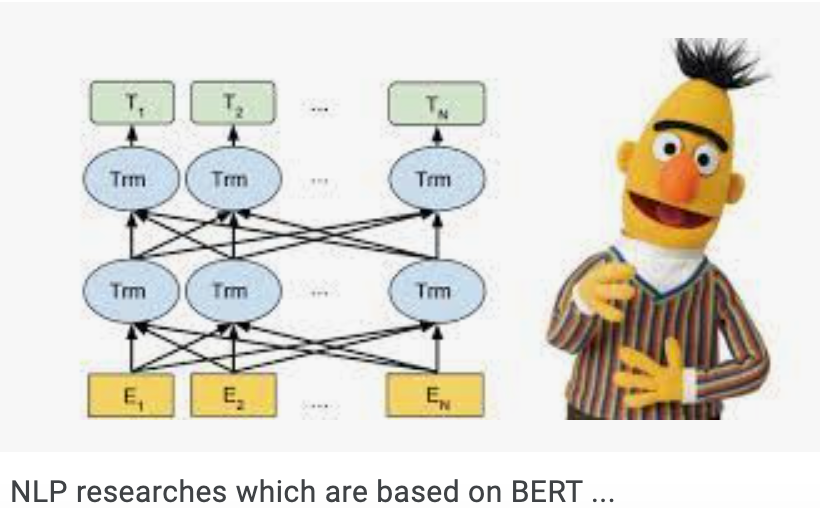 T1 T2 ... TN
Trm Trm ... Trm
Trm Trm ... Trm
E1 E2 .... EN
NLP researches which are based on BERT ...